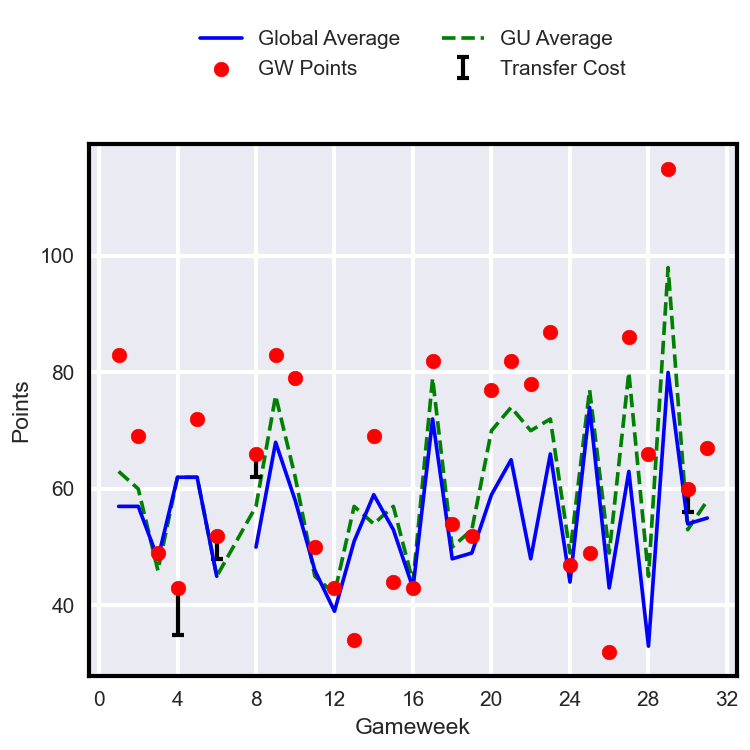 Global Average
GU Average
GW Points
Transfer Cost
100
80
60
40
Points
0 4 8 12 16 20 24 28 32
Gameweek